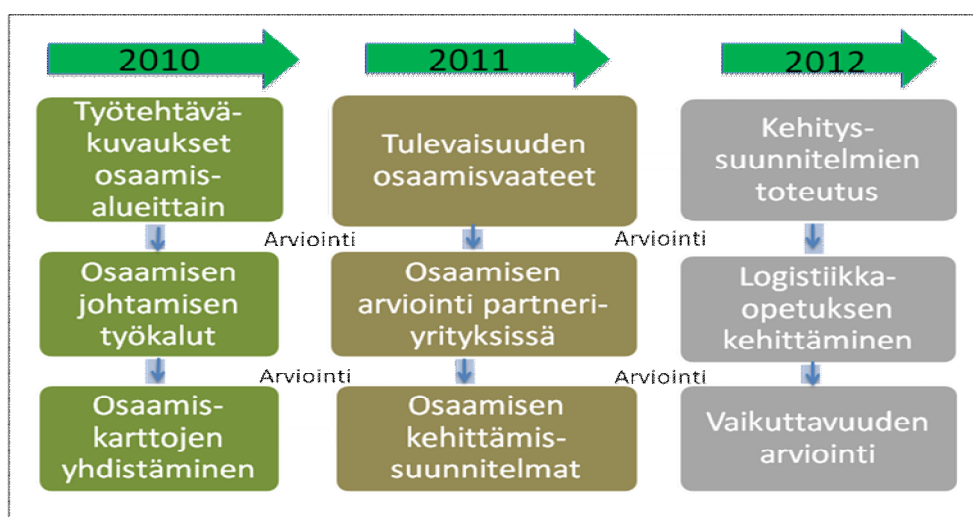 2010
Työtehtävä-
kuvaukset
osaamis-
alueittain
Osaamisen
johtamisen
työkalut
Osaamis-
karttojen
yhdistäminen
Arviointi
Arviointi
2011
Tulevaisuuden
osaamisvaateet
Osaamisen
arviointi partneri-
yrityksissä
Osaamisen
kehittämis-
suunnitelmat
Arviointi
Arviointi
2012
Kehitys-
suunnitelmien
toteutus
Logistiikka-
opetuksen
kehittäminen
Vaikuttavuuden
arviointi